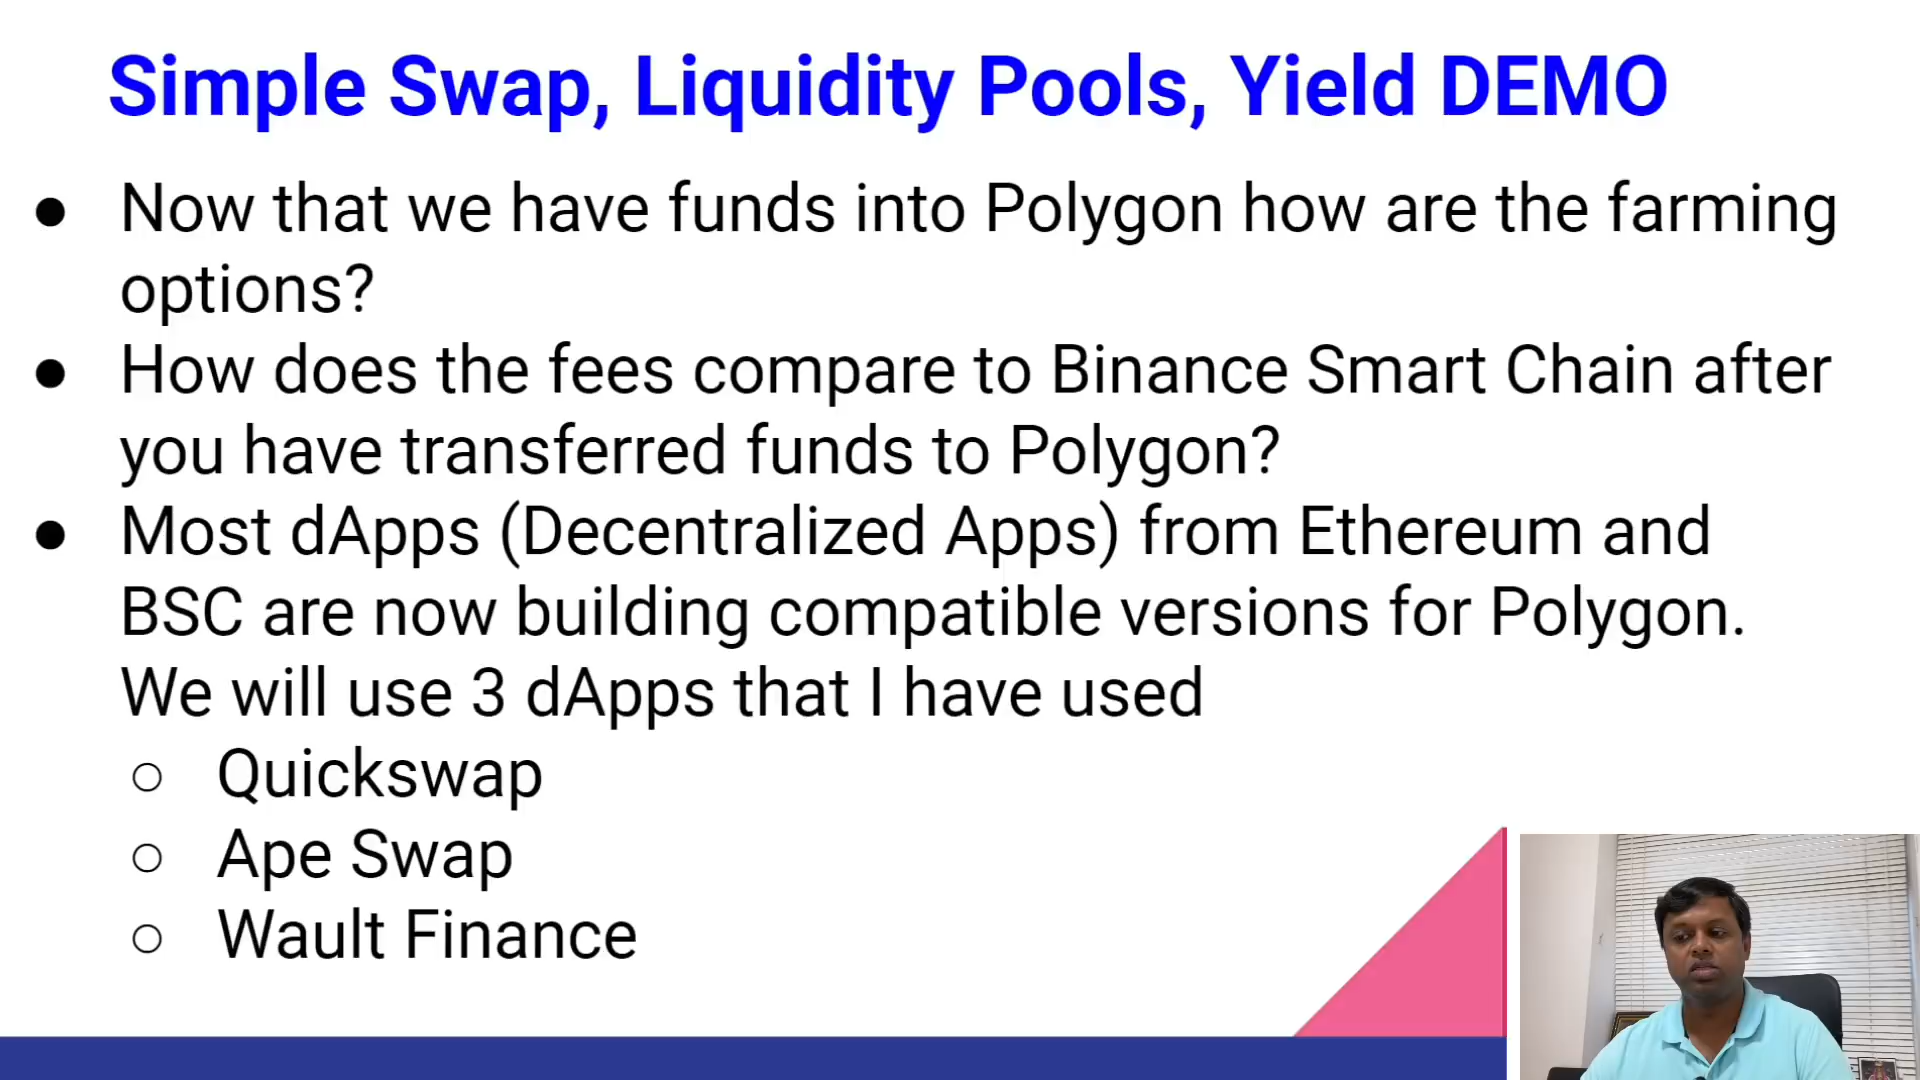 Simple Swap, Liquidity Pools, Yield DEMO
● Now that we have funds into Polygon how are the farming
options?
● How does the fees compare to Binance Smart Chain after
you have transferred funds to Polygon?
● Most dApps (Decentralized Apps) from Ethereum and
BSC are now building compatible versions for Polygon.
We will use 3 dApps that I have used
○ Quickswap
○ Ape Swap
○ Wault Finance